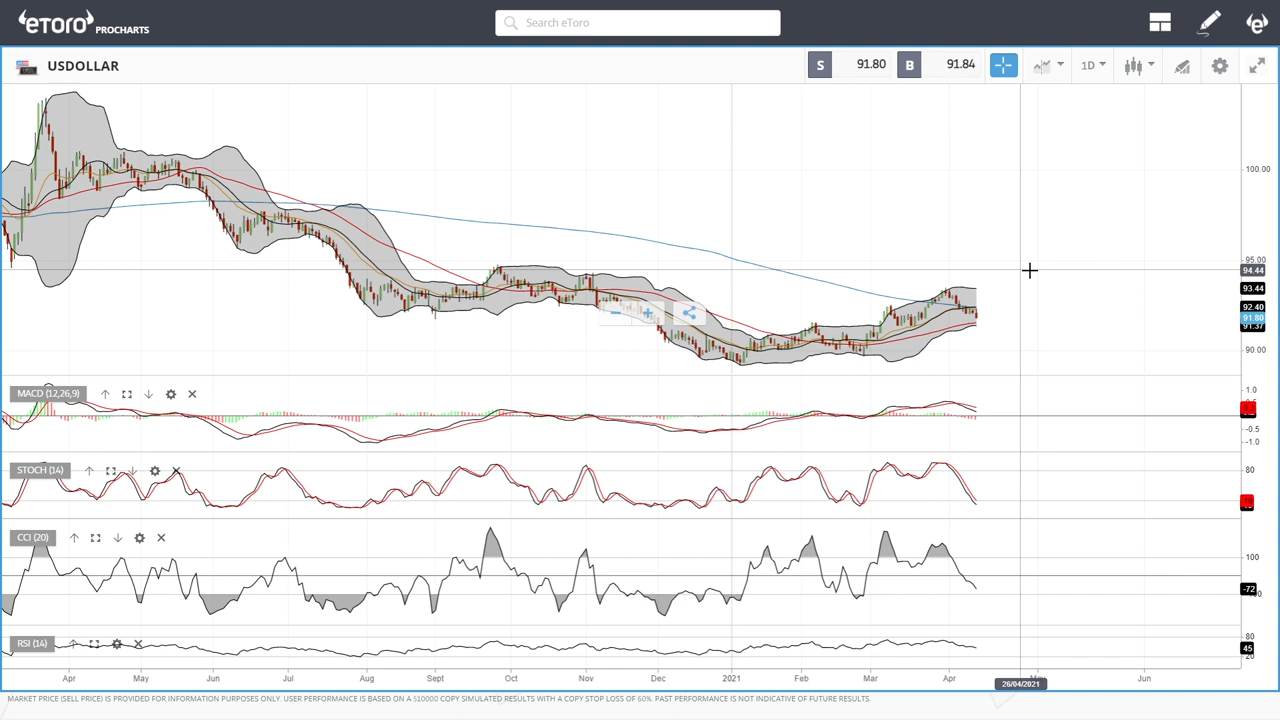 eToro PROCHARTS
Search eToro
USDOLLAR
S 91.80 B 91.84
1D
100.00
95.00
94.44
93.44
92.40
91.80
91.37
90.00
MACD (12,26,9)
1.0
-0.5
-1.0
STOCH (14)
80
CCI (20)
100
-72
RSI (14)
80
45
20
Apr May Jun Jul Aug Sept Oct Nov Dec 2021 Feb Mar Apr Jun
26/04/2021
MARKET PRICE (SELL PRICE) IS PROVIDED FOR INFORMATION PURPOSES ONLY. USER PERFORMANCE IS BASED ON A $10000 COPY SIMULATED RESULTS WITH A COPY STOP LOSS OF 60%. PAST PERFORMANCE IS NOT INDICATIVE OF FUTURE RESULTS.